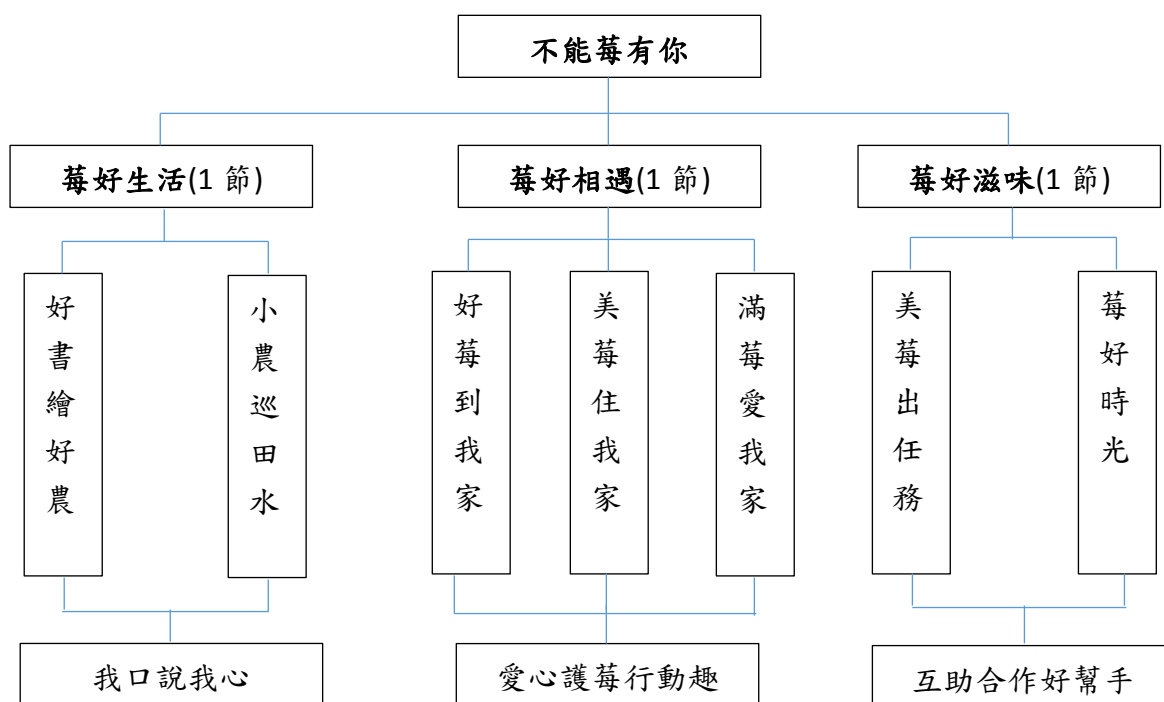 不能莓有你
莓好生活(1 節)
莓好相遇(1 節)
莓好滋味(1 節)
好書繪好農
小農巡田水
好莓到我家
美莓住我家
滿莓愛我家
美莓出任務
莓好時光
我口說我心
愛心護莓行動趣
互助合作好幫手